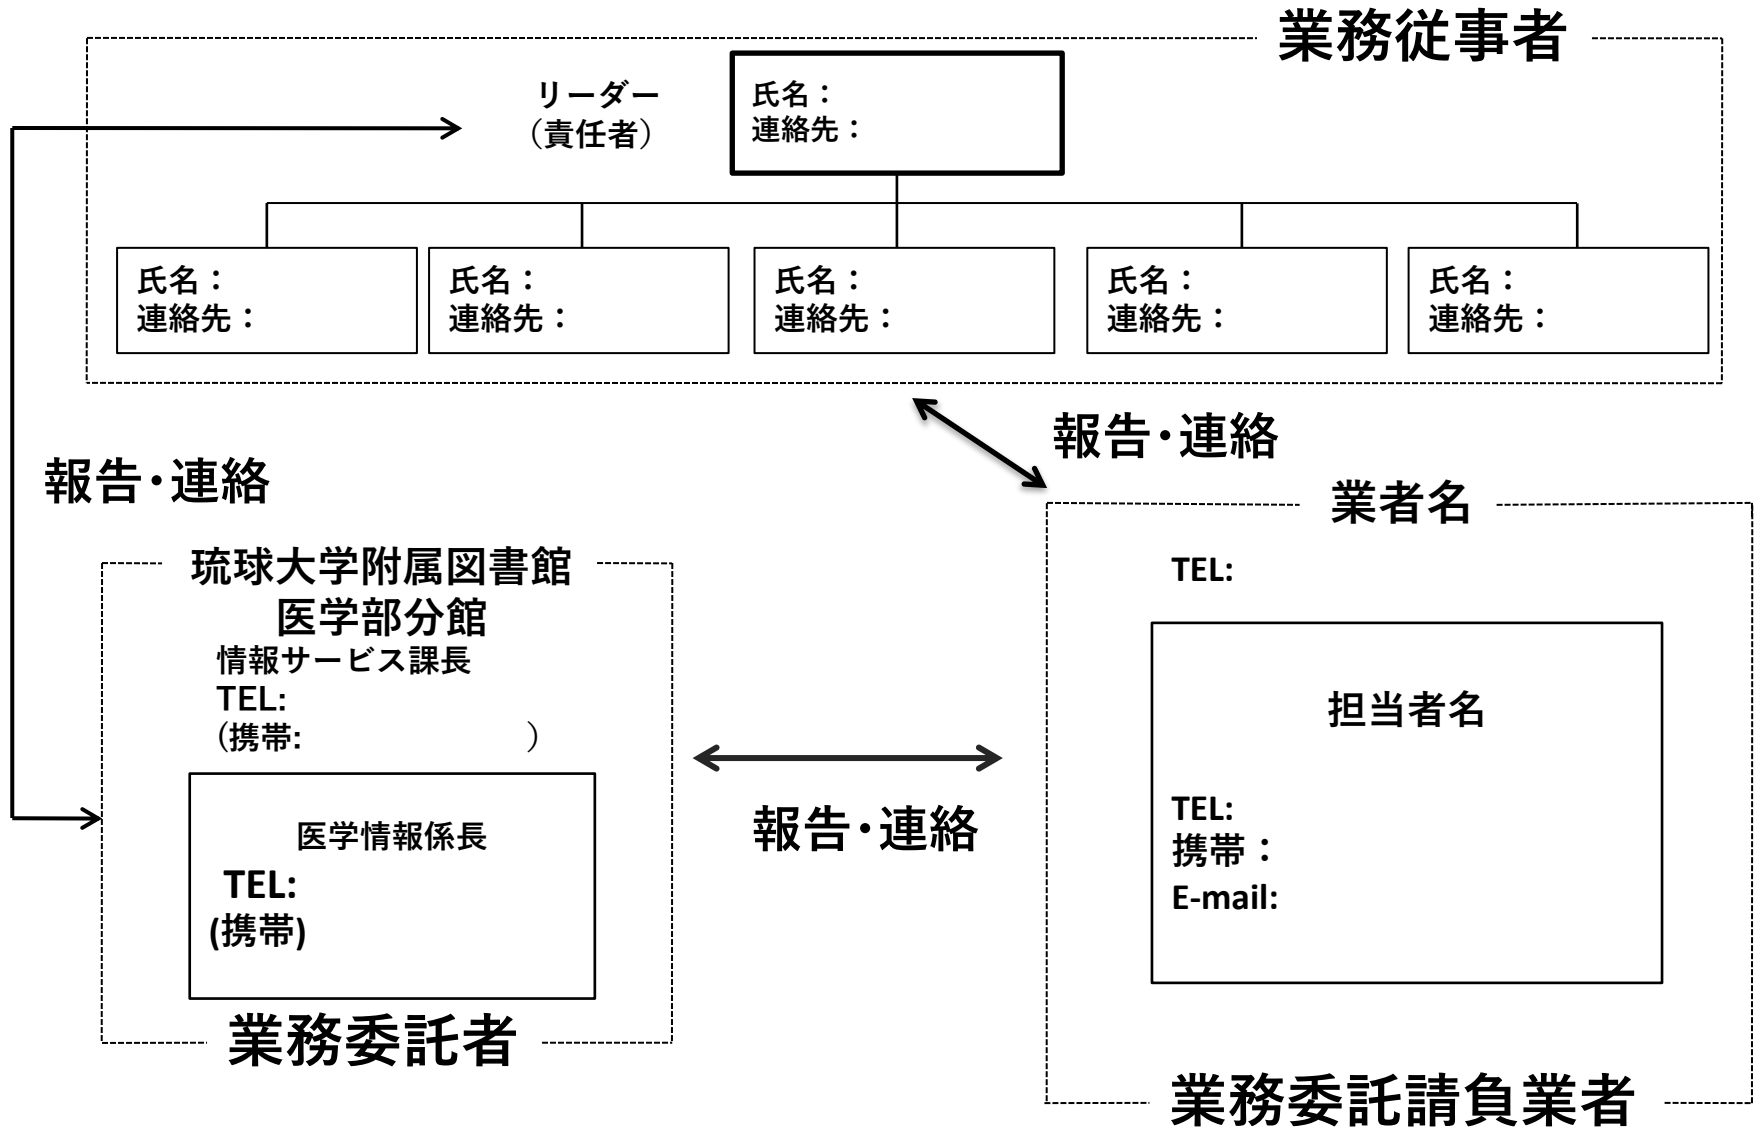 業務従事者
リーダー
（責任者）
氏名：
連絡先：
氏名：
連絡先：
氏名：
連絡先：
氏名：
連絡先：
氏名：
連絡先：
氏名：
連絡先：
報告・連絡
報告・連絡
琉球大学附属図書館
医学部分館
情報サービス課長
TEL:
（携帯: ）
医学情報係長
TEL:
(携帯)
業務委託者
報告・連絡
業者名
TEL:
担当者名
TEL:
携帯：
E-mail:
業務委託請負業者